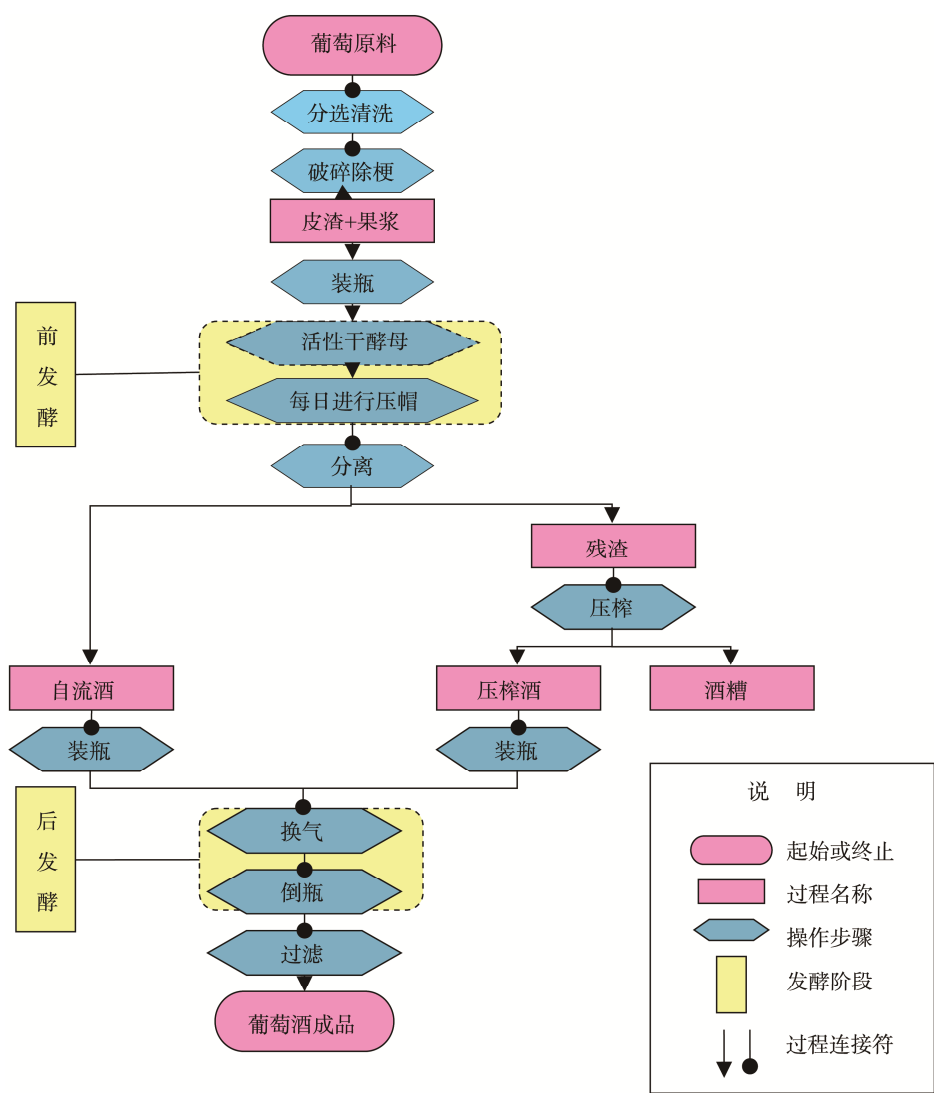 葡萄原料
分选清洗
破碎除梗
皮渣+果浆
装瓶
前
发
酵
活性干酵母
每日进行压帽
分离
残渣
压榨
自流酒
压榨酒
酒糟
装瓶
装瓶
后
发
酵
换气
倒瓶
过滤
葡萄酒成品
说 明
起始或终止
过程名称
操作步骤
发酵阶段
过程连接符